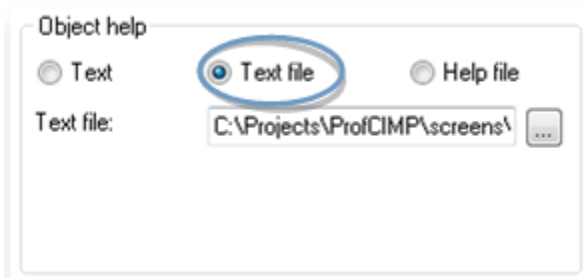 Object help
Text Text file Help file
Text file: C:\Projects\ProfCIMP\screens\ ...